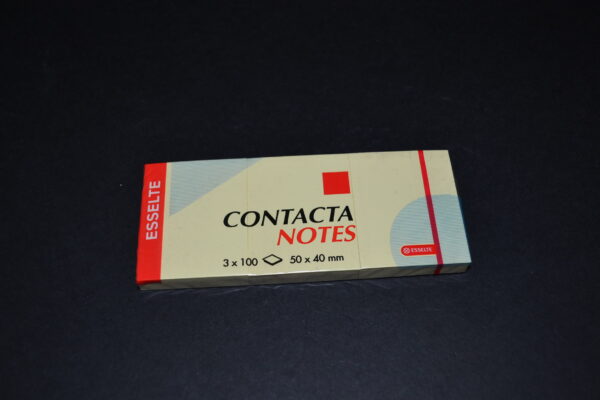 ESSELTE
CONTACTA
NOTES
3 x 100 50 x 40 mm
ESSELTE